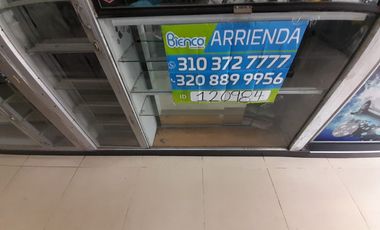 Bienco ARRIENDA
310 372 7777
320 889 9956
ID 120984